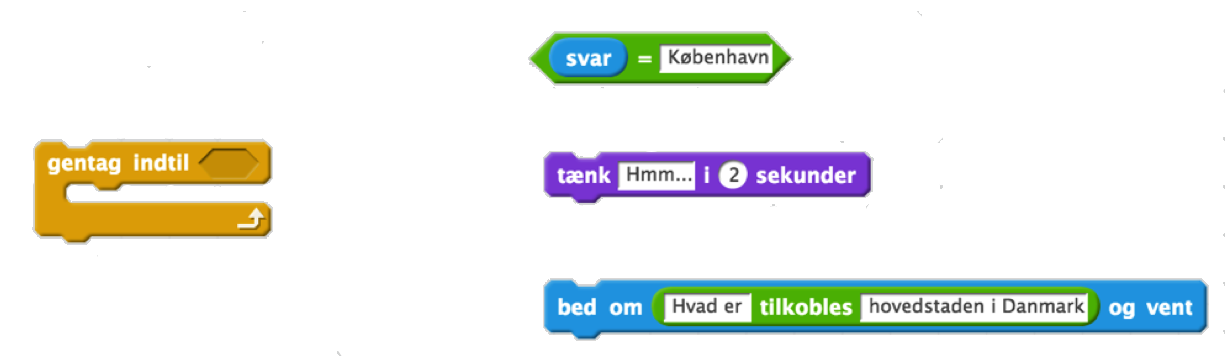 svar = København
gentag indtil
tænk Hmm... i 2 sekunder
bed om Hvad er tilkobles hovedstaden i Danmark og vent